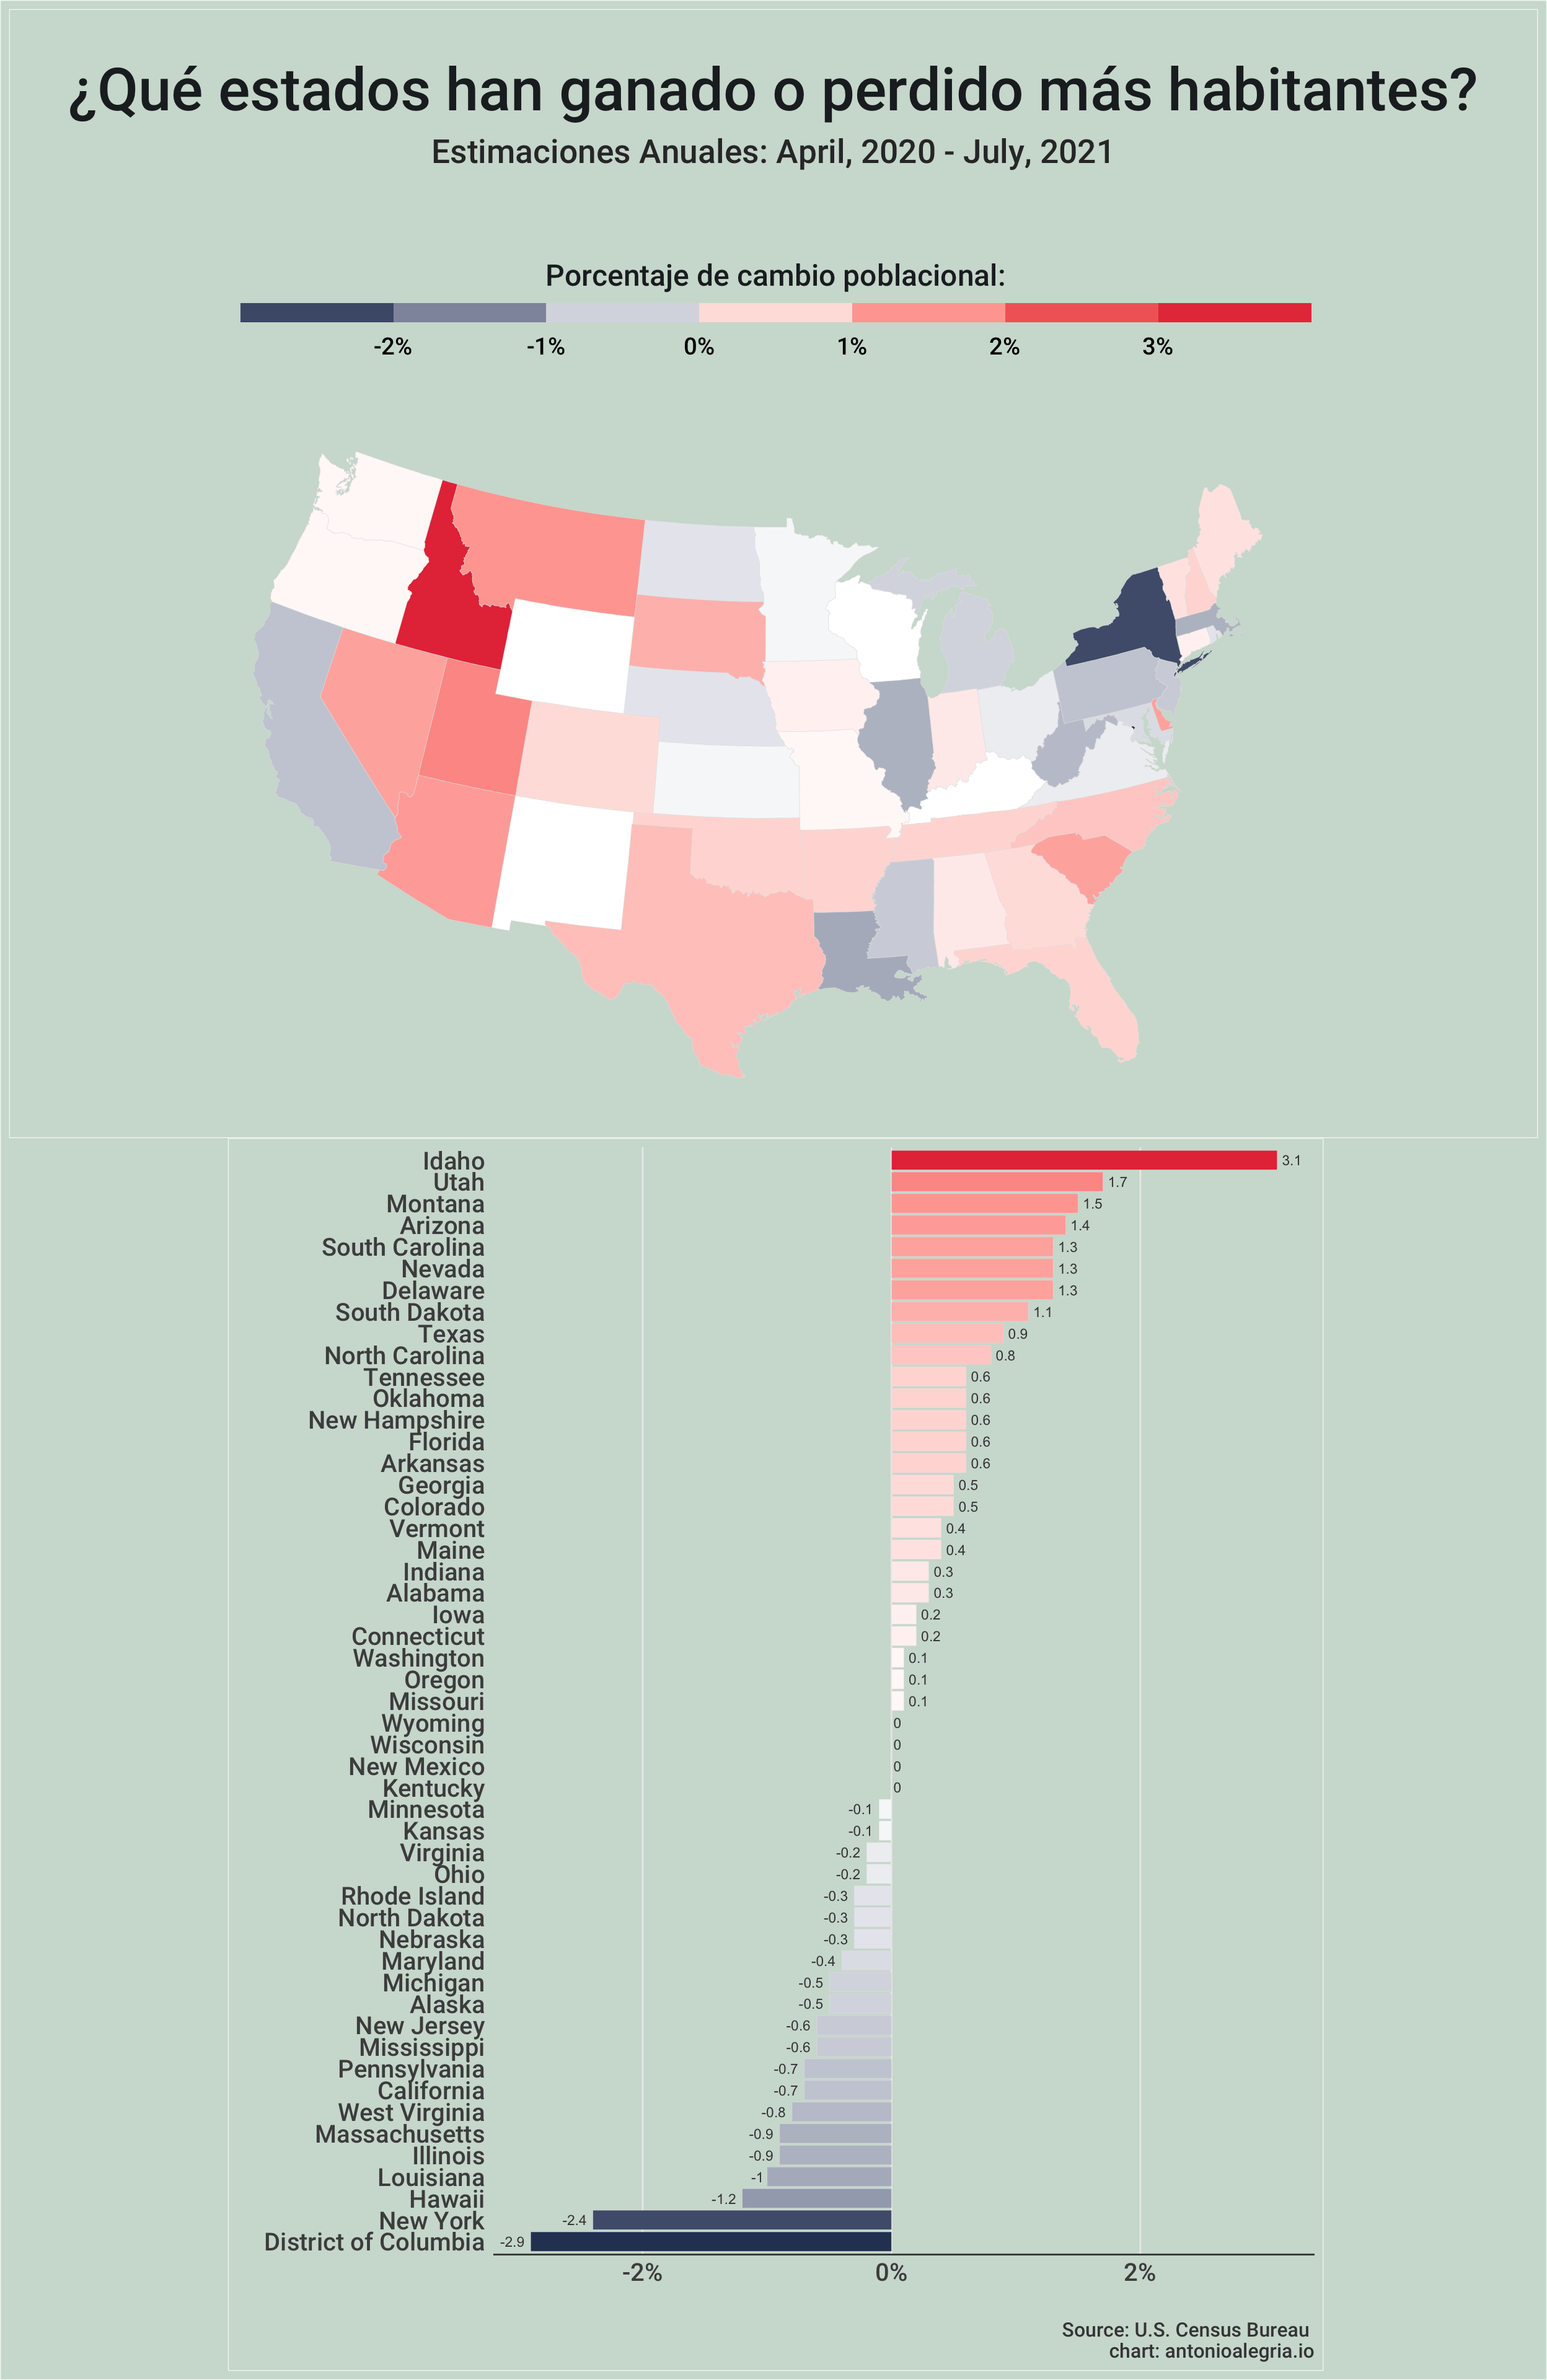 ¿Qué estados han ganado o perdido más habitantes?
Estimaciones Anuales: April, 2020 - July, 2021
Porcentaje de cambio poblacional:
-2% -1% 0% 1% 2% 3%
Idaho 3.1
Utah 1.7
Montana 1.5
Arizona 1.4
South Carolina 1.3
Nevada 1.3
Delaware 1.3
South Dakota 1.1
Texas 0.9
North Carolina 0.8
Tennessee 0.6
Oklahoma 0.6
New Hampshire 0.6
Florida 0.6
Arkansas 0.6
Georgia 0.5
Colorado 0.5
Vermont 0.4
Maine 0.4
Indiana 0.3
Alabama 0.3
Iowa 0.2
Connecticut 0.2
Washington 0.1
Oregon 0.1
Missouri 0.1
Wyoming 0
Wisconsin 0
New Mexico 0
Kentucky 0
Minnesota -0.1
Kansas -0.1
Virginia -0.2
Ohio -0.2
Rhode Island -0.3
North Dakota -0.3
Nebraska -0.3
Maryland -0.4
Michigan -0.5
Alaska -0.5
New Jersey -0.6
Mississippi -0.6
Pennsylvania -0.7
California -0.7
West Virginia -0.8
Massachusetts -0.9
Illinois -0.9
Louisiana -1
Hawaii -1.2
New York -2.4
District of Columbia -2.9
-2% 0% 2%
Source: U.S. Census Bureau
chart: antonioalegria.io